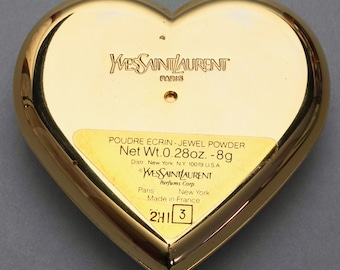 YVESSAINTLAURENT
PARIS
POUDRE ECRIN - JEWEL POWDER
Net Wt. 0.28oz. - 8g
Distr. New York, N.Y. 10019 U.S.A.
© YVESSAINTLAURENT
Parfums Corp.
Paris New York
Made in France
2H1 3